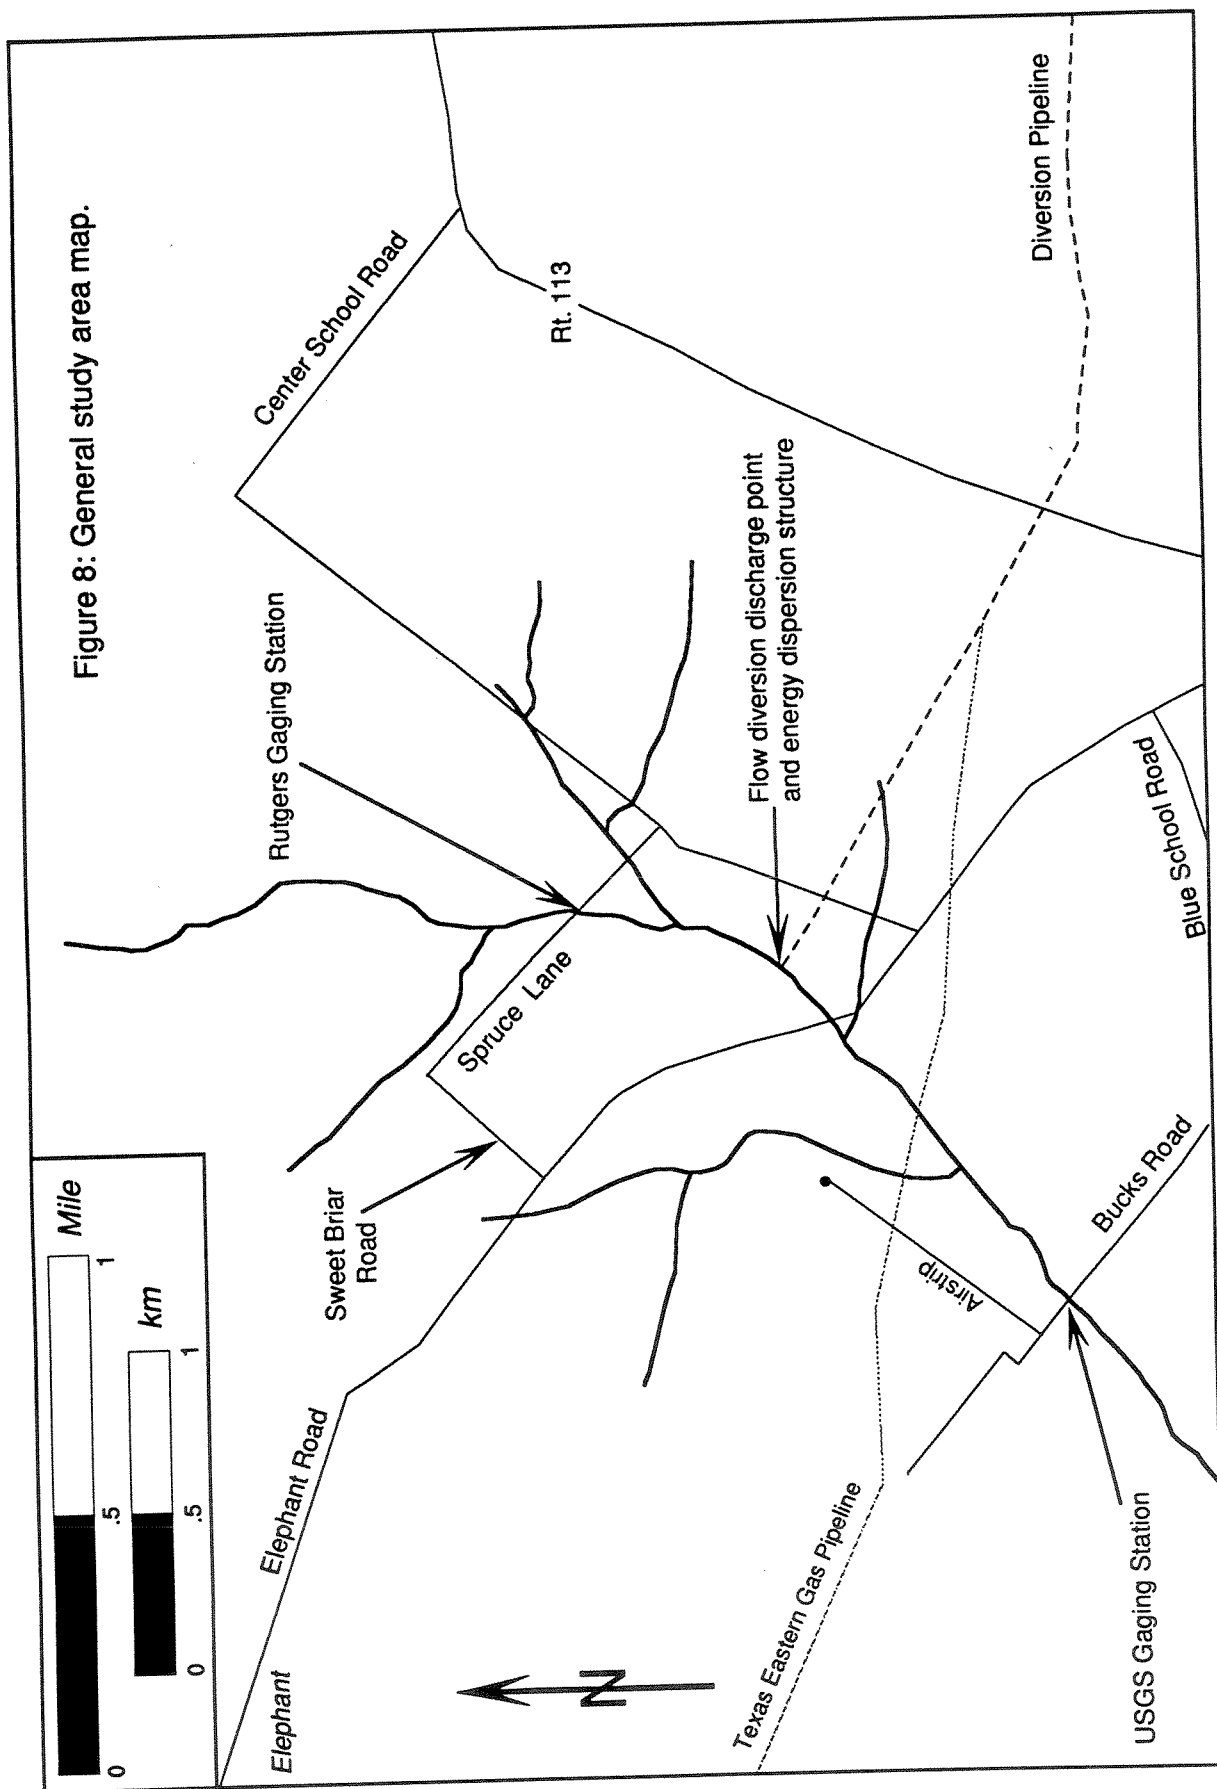 Figure 8: General study area map.
Mile
0
.5
1
km
0
.5
1
Center School Road
Rt. 113
Diversion Pipeline
Rutgers Gaging Station
Flow diversion discharge point
and energy dispersion structure
Spruce Lane
Sweet Briar
Road
Elephant Road
Elephant
N
Blue School Road
Bucks Road
Airstrip
Texas Eastern Gas Pipeline
USGS Gaging Station